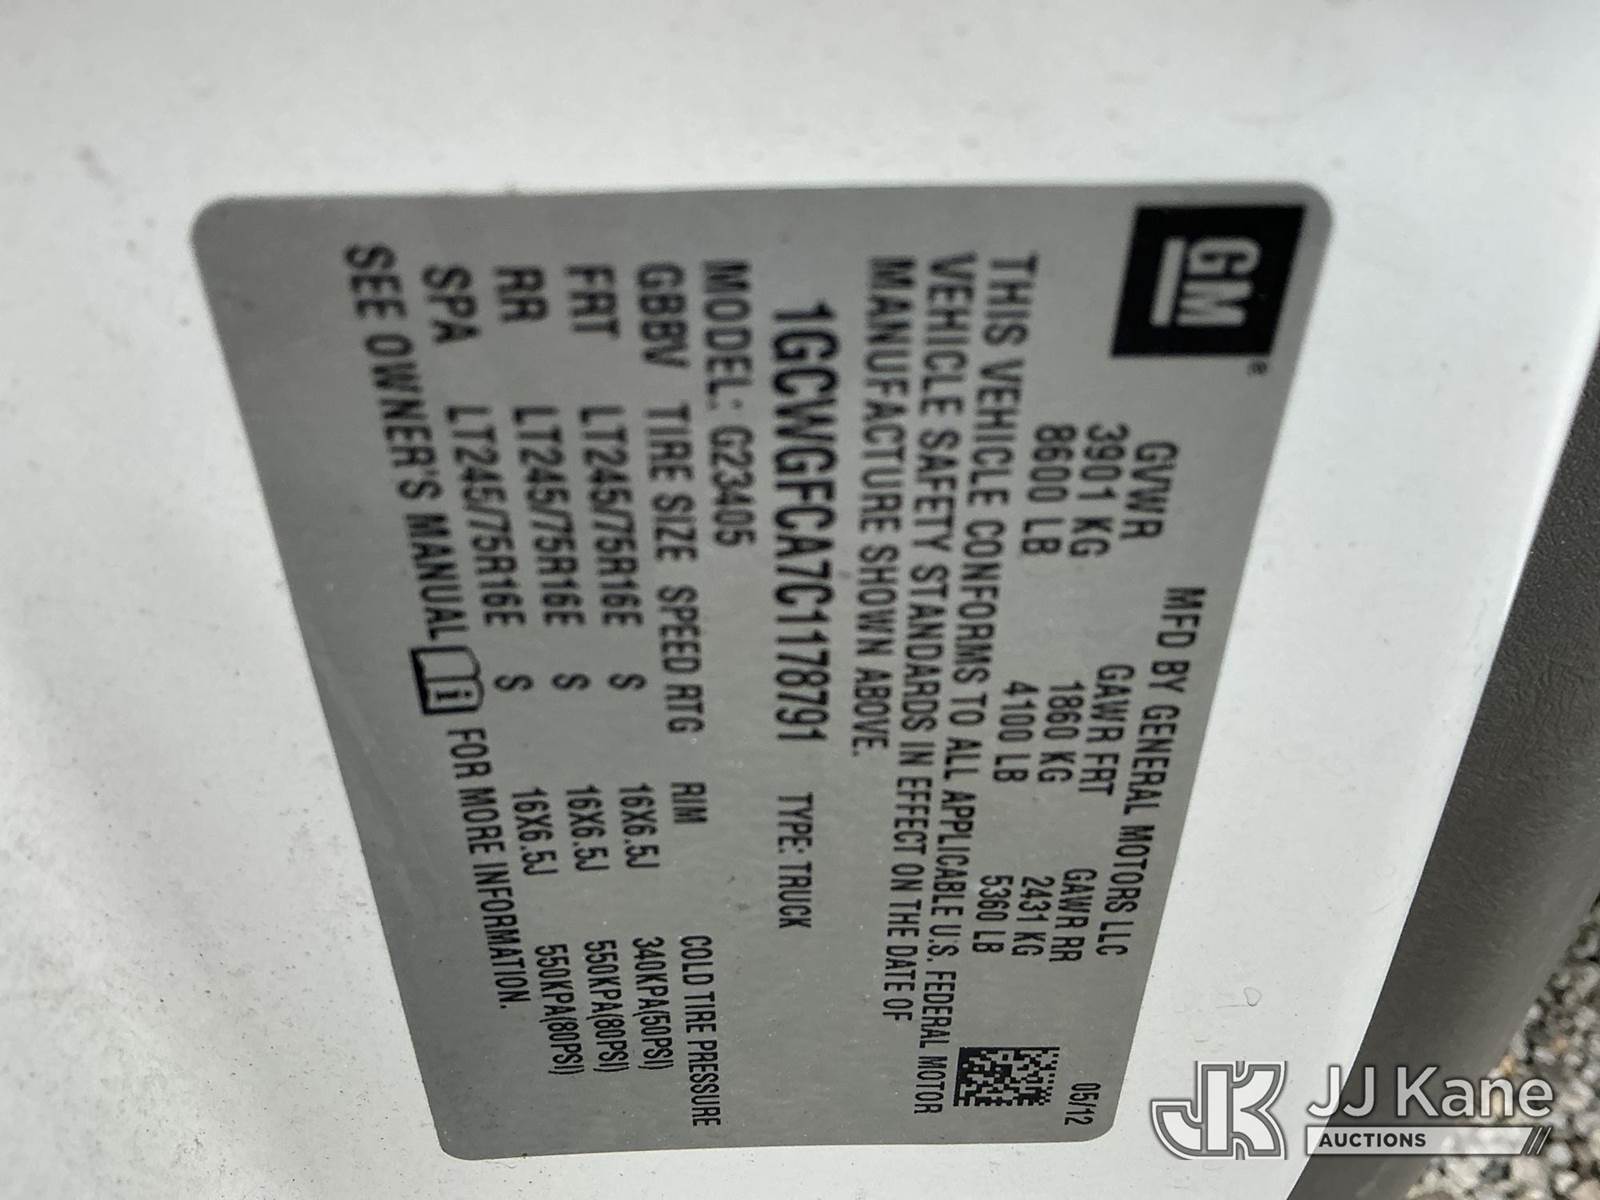 GM®
MFD BY GENERAL MOTORS LLC 05/12
GVWR GAWR FRT GAWR RR
3901 KG 1860 KG 2431 KG
8600 LB 4100 LB 5360 LB
THIS VEHICLE CONFORMS TO ALL APPLICABLE U.S. FEDERAL MOTOR
VEHICLE SAFETY STANDARDS IN EFFECT ON THE DATE OF
MANUFACTURE SHOWN ABOVE.
1GCWGFCA7C1178791 TYPE: TRUCK
MODEL: G23405
GBBV TIRE SIZE SPEED RTG RIM COLD TIRE PRESSURE
FRT LT245/75R16E S 16X6.5J 340KPA(50PSI)
RR LT245/75R16E S 16X6.5J 550KPA(80PSI)
SPA LT245/75R16E S 16X6.5J 550KPA(80PSI)
SEE OWNER'S MANUAL i FOR MORE INFORMATION.
JK JJ Kane
AUCTIONS